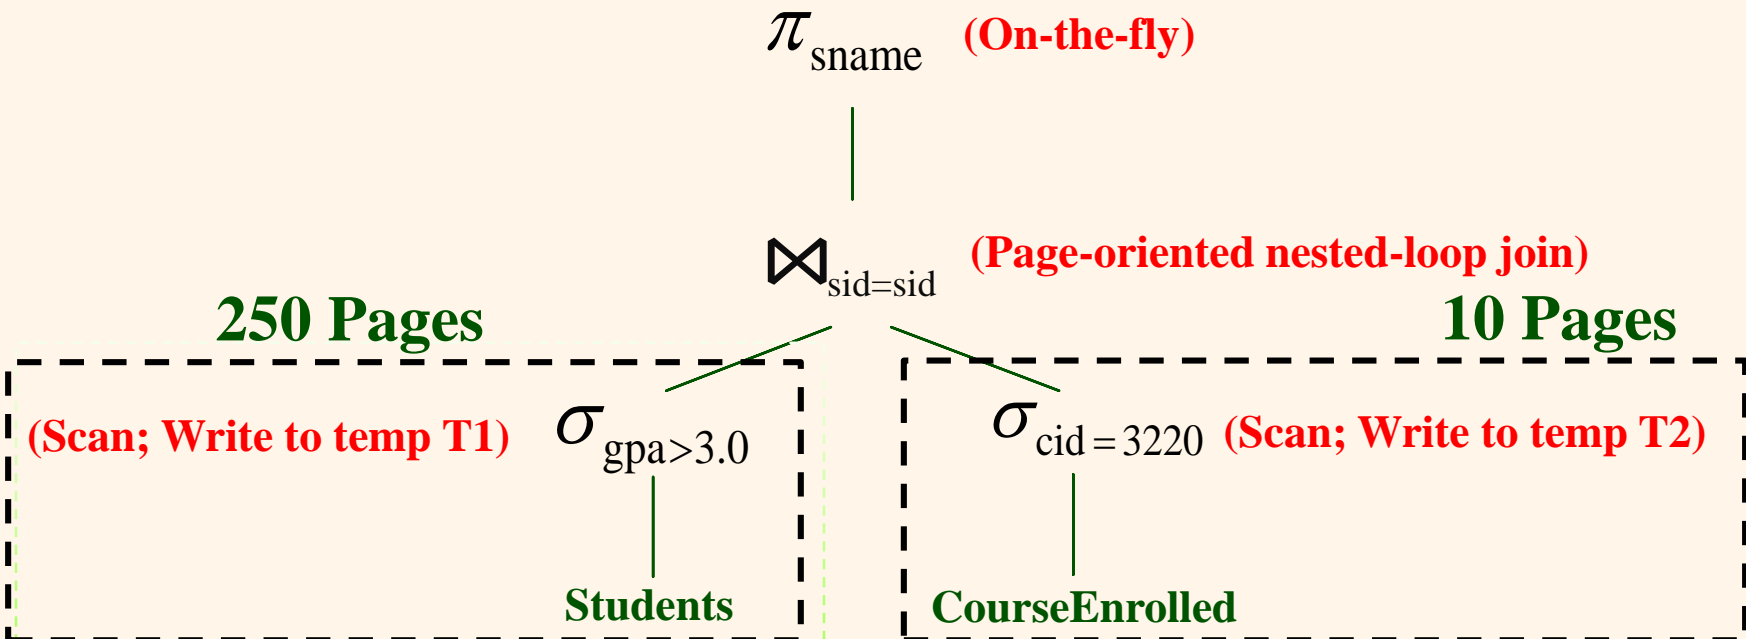 π sname (On-the-fly)
⋈ sid=sid (Page-oriented nested-loop join)
250 Pages
10 Pages
(Scan; Write to temp T1) σ gpa>3.0
σ cid = 3220 (Scan; Write to temp T2)
Students
CourseEnrolled